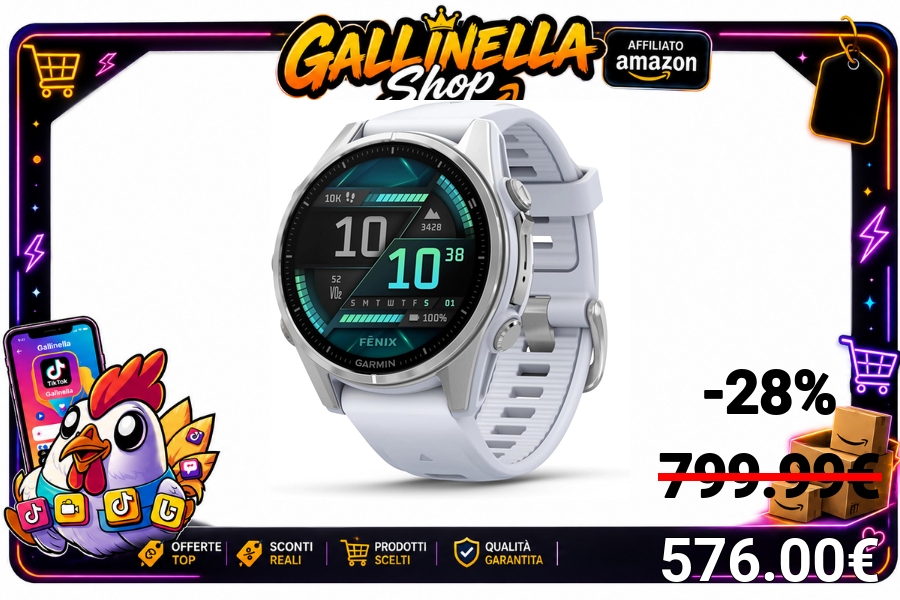 GALLINELLA
Shop
AFFILIATO
amazon
10K
3428
10
10 38
52
VO2
S M T W T F S 01
100%
FĒNIX
GARMIN
Gallinella
TikTok
Gallinella
-28%
799.99€
576.00€
OFFERTE
TOP
SCONTI
REALI
PRODOTTI
SCELTI
QUALITÀ
GARANTITA